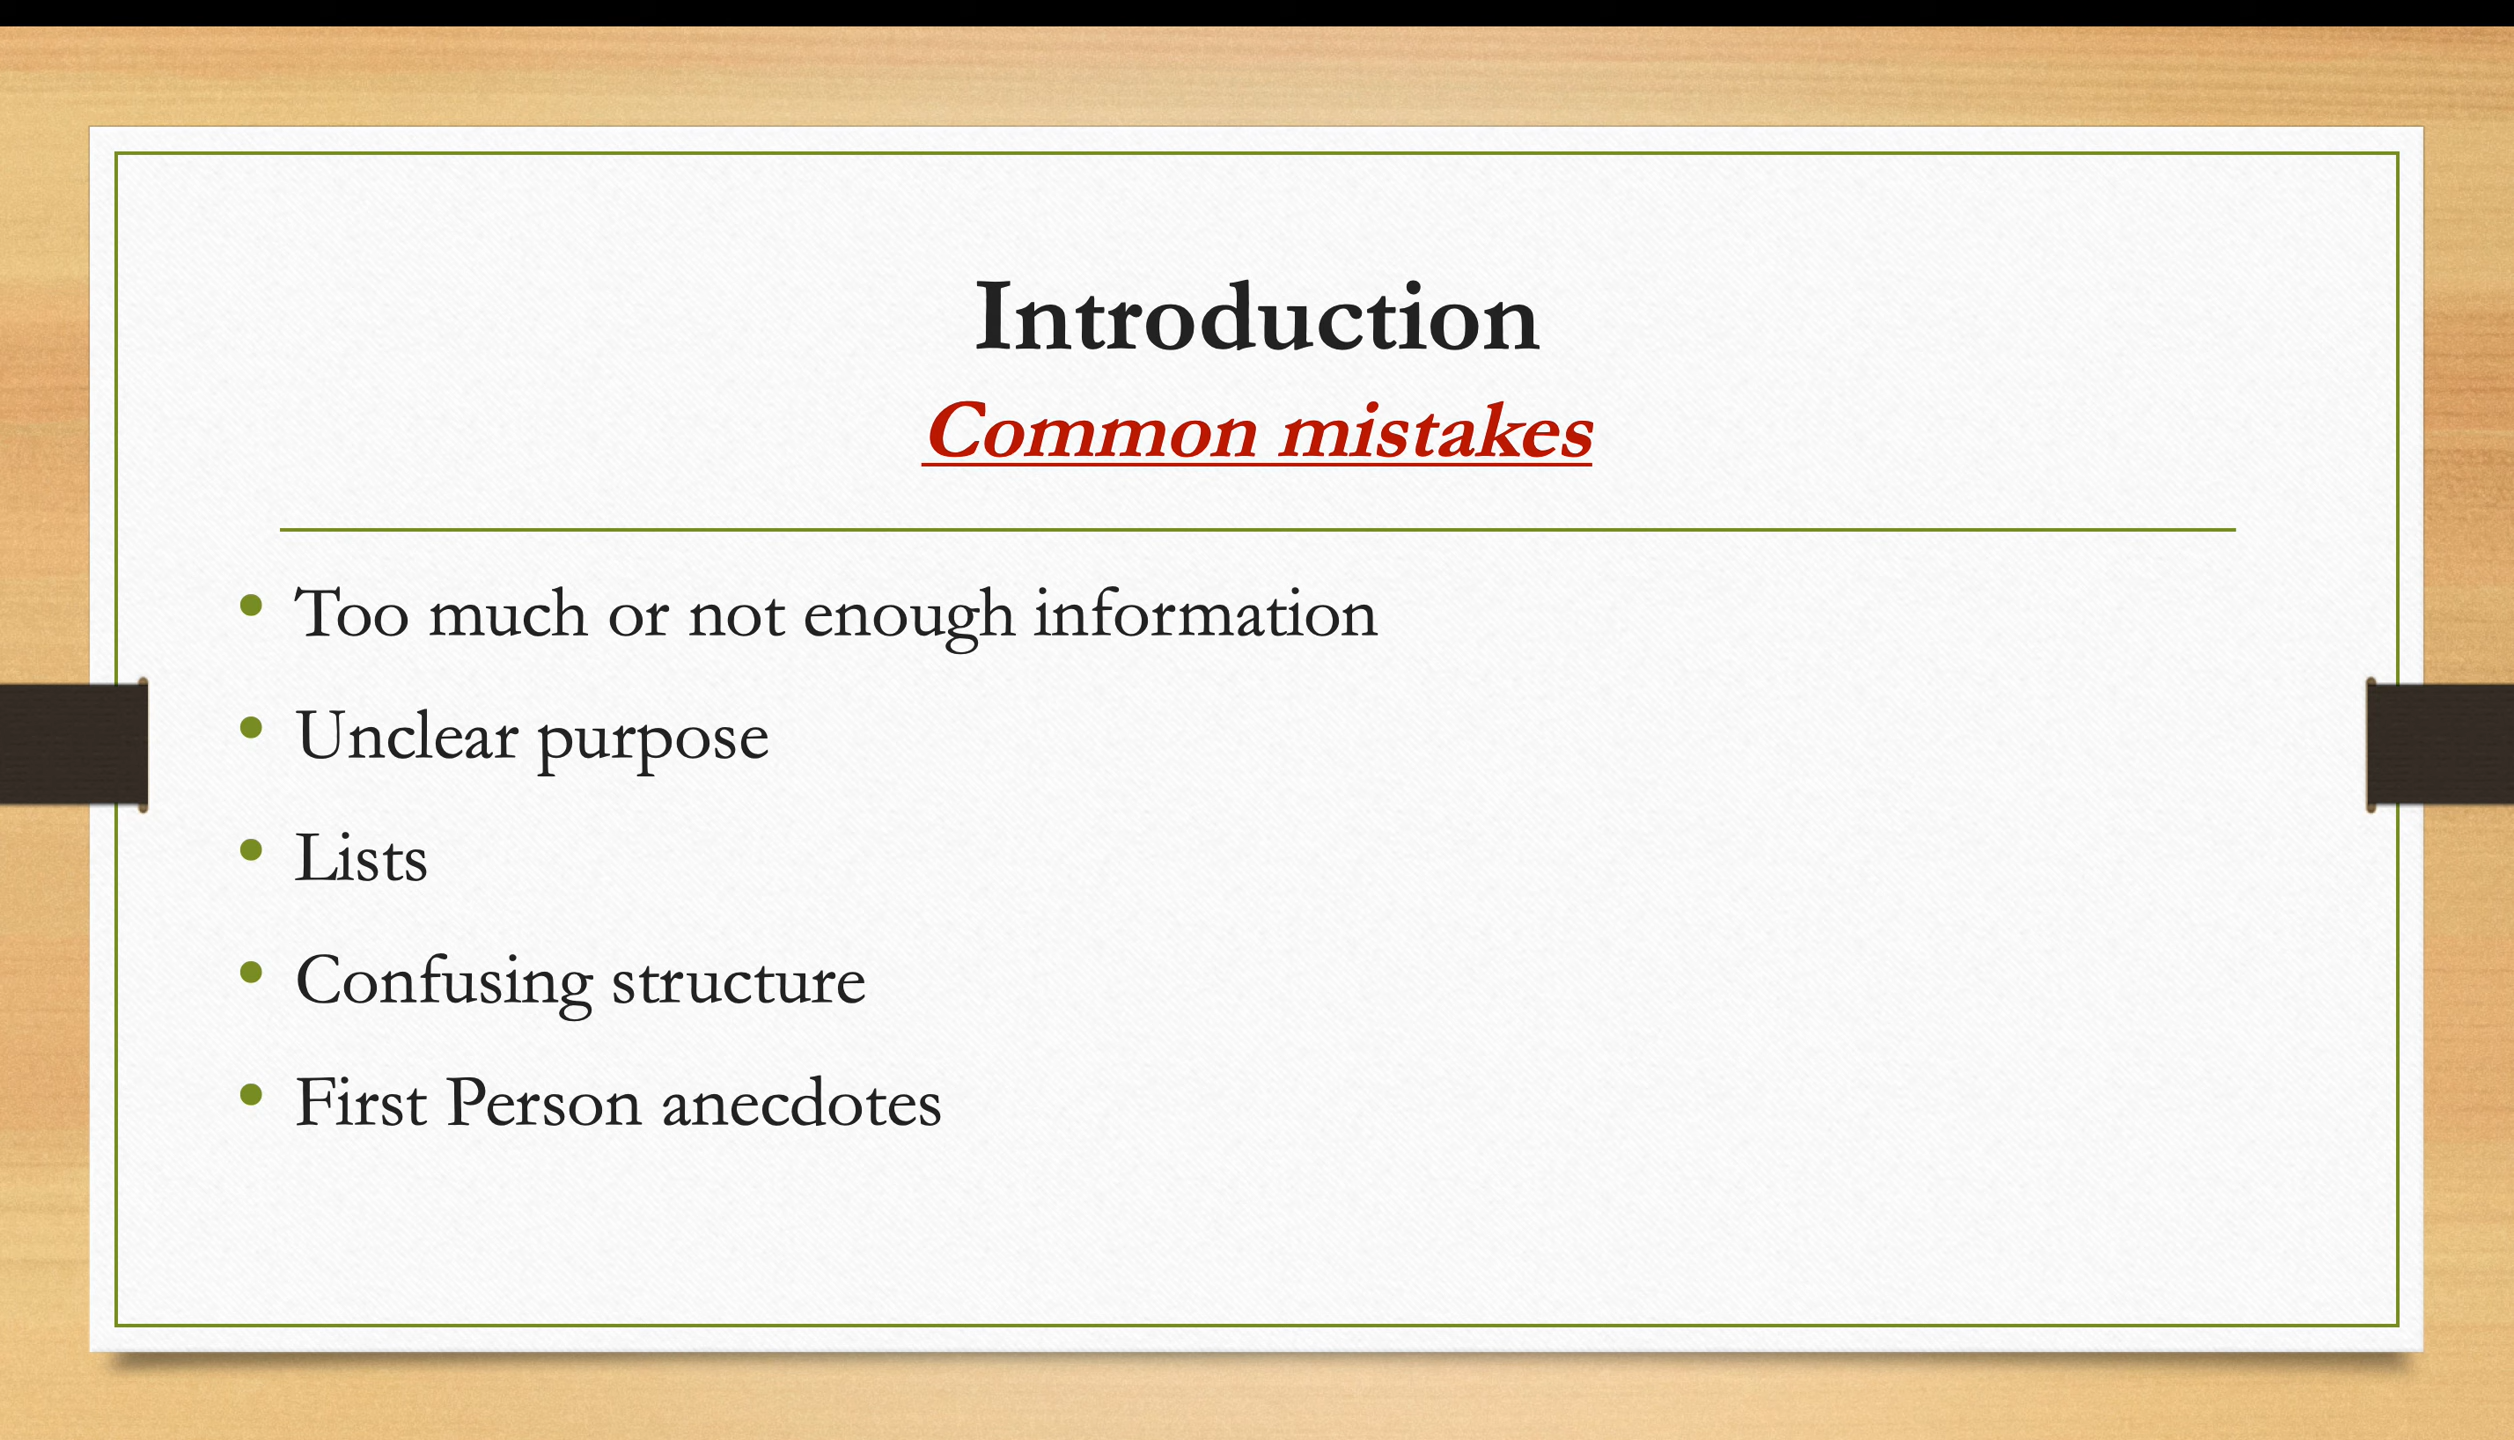 Introduction
Common mistakes
• Too much or not enough information
• Unclear purpose
• Lists
• Confusing structure
• First Person anecdotes